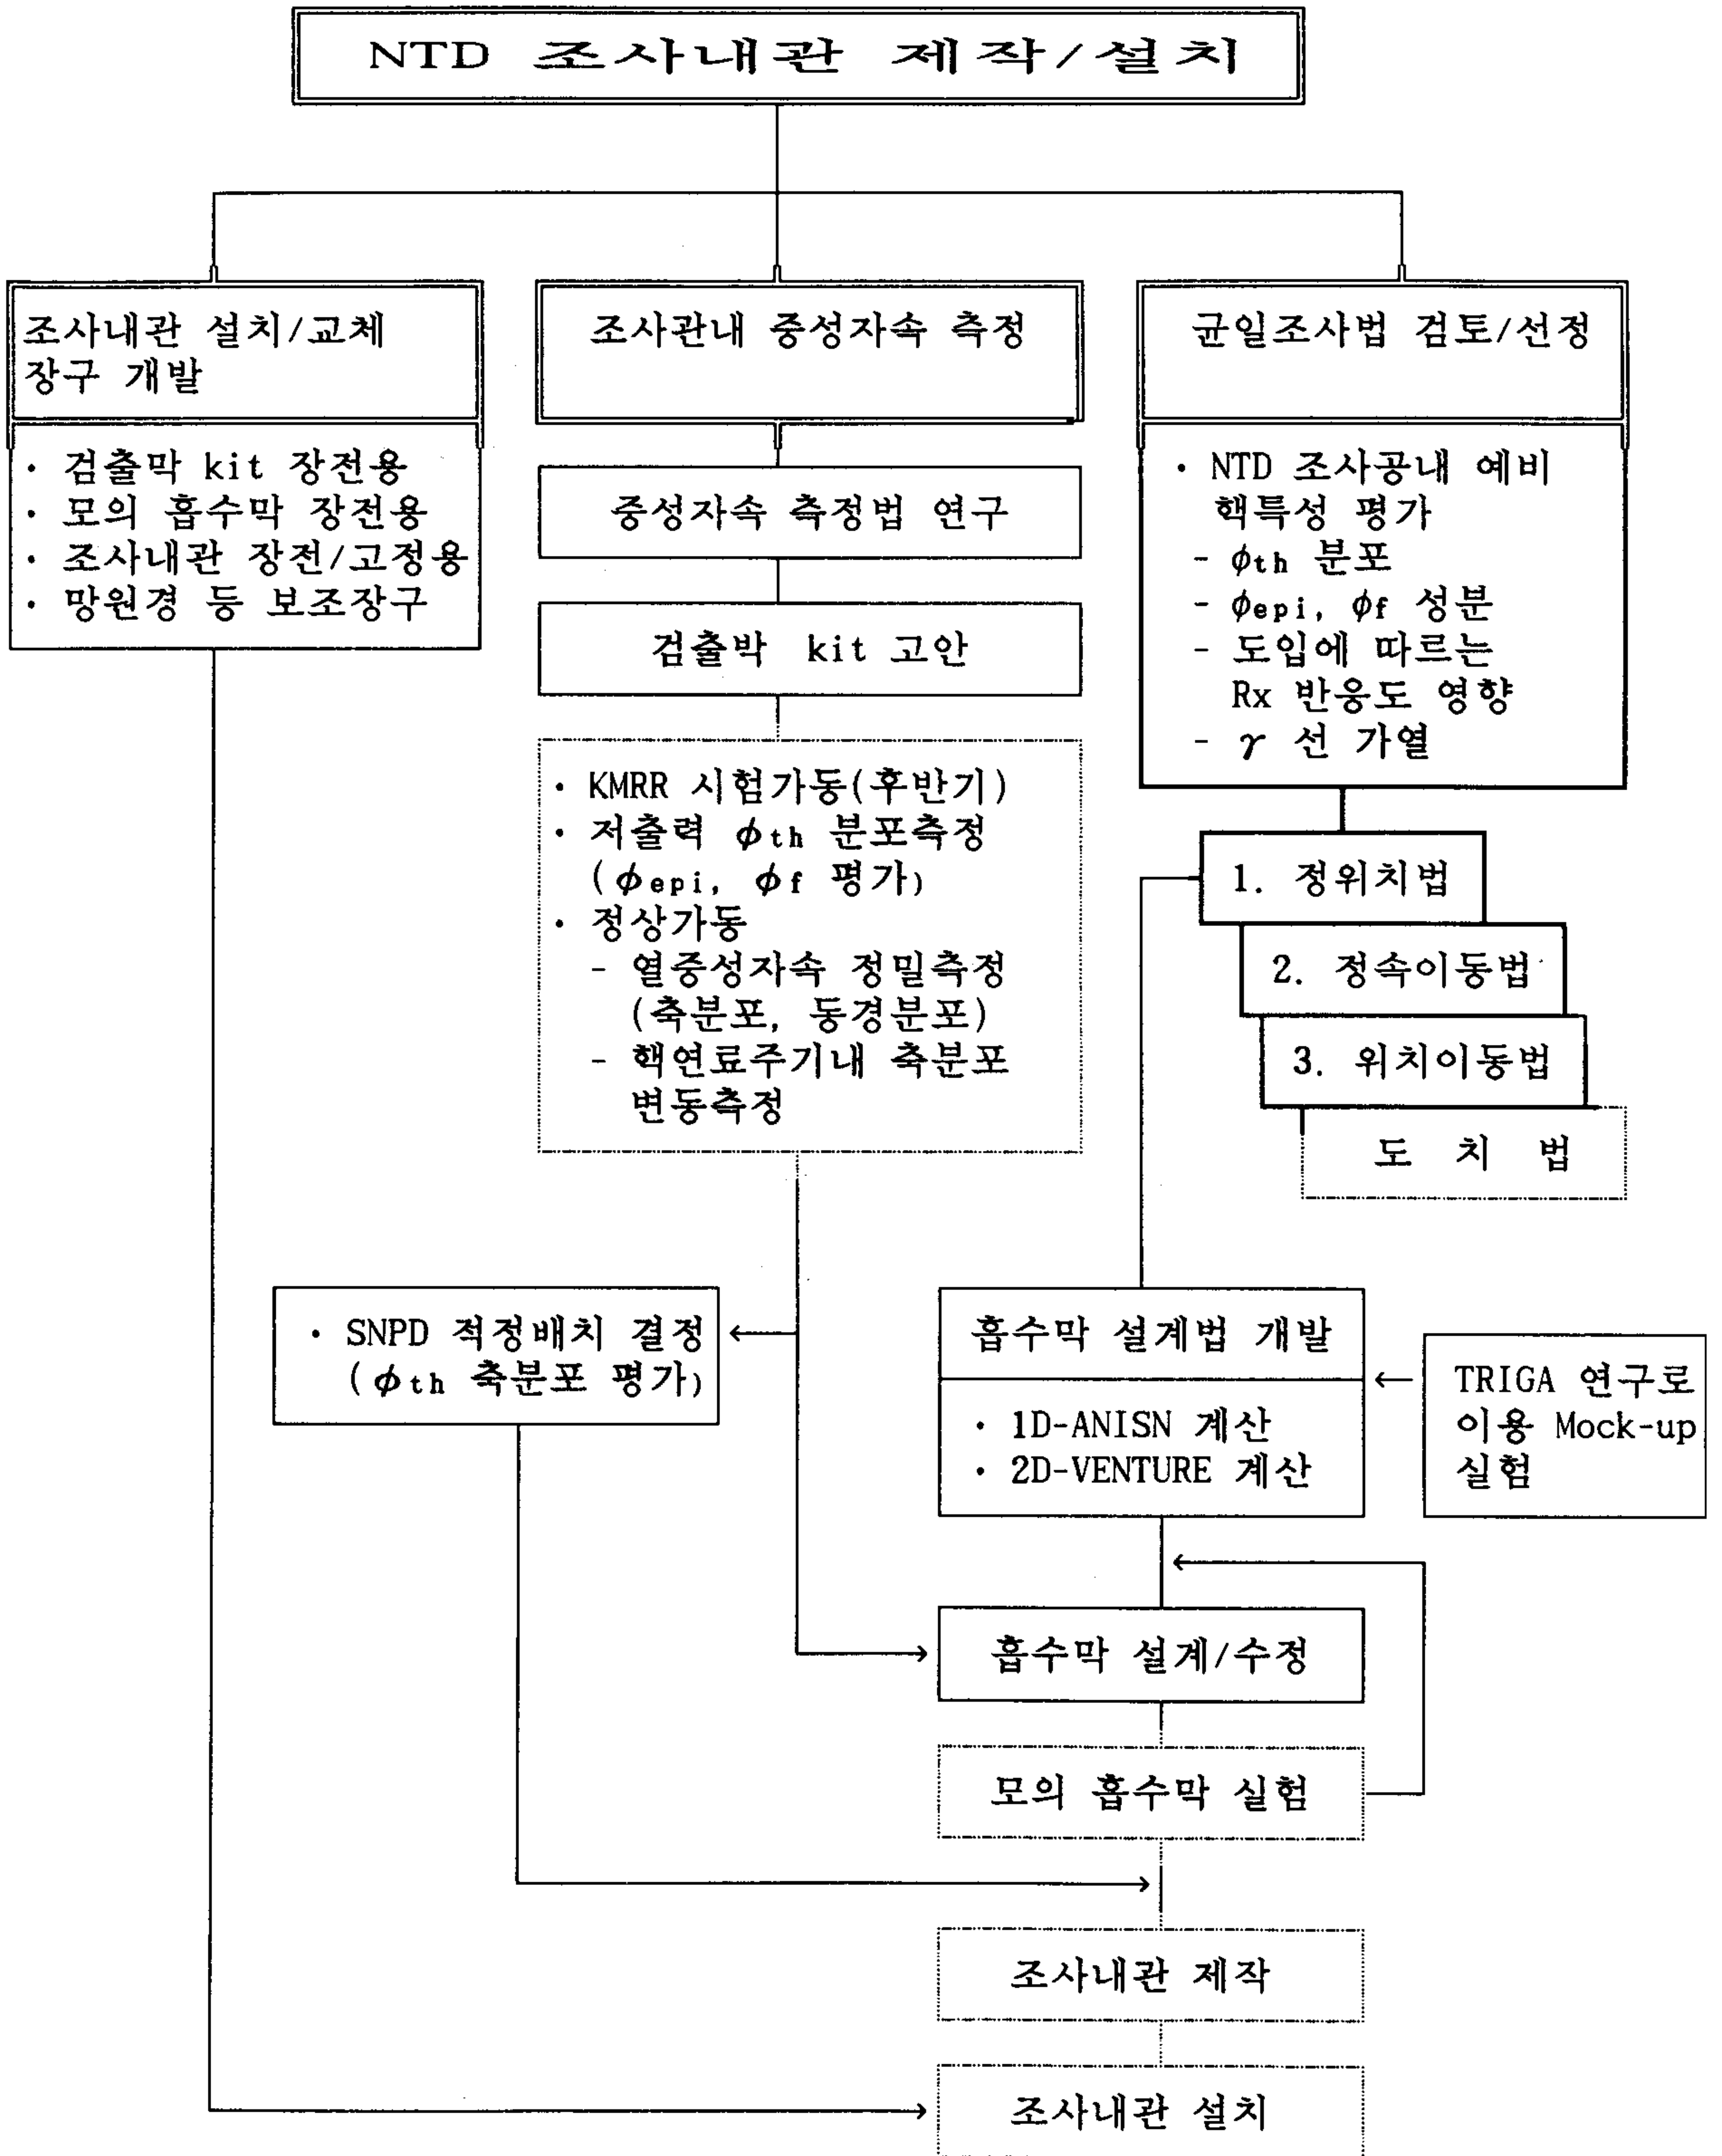 NTD 조사내관 제작/설치
조사내관 설치/교체
장구 개발
· 검출막 kit 장전용
· 모의 흡수막 장전용
· 조사내관 장전/고정용
· 망원경 등 보조장구
조사관내 중성자속 측정
중성자속 측정법 연구
검출박 kit 고안
· KMRR 시험가동(후반기)
· 저출력 ϕth 분포측정
(ϕepi, ϕf 평가)
· 정상가동
- 열중성자속 정밀측정
(축분포, 동경분포)
- 핵연료주기내 축분포
변동측정
균일조사법 검토/선정
· NTD 조사공내 예비
핵특성 평가
- ϕth 분포
- ϕepi, ϕf 성분
- 도입에 따르는
Rx 반응도 영향
- γ 선 가열
1. 정위치법
2. 정속이동법
3. 위치이동법
도 치 법
· SNPD 적정배치 결정
(ϕth 축분포 평가)
흡수막 설계법 개발
· 1D-ANISN 계산
· 2D-VENTURE 계산
TRIGA 연구로
이용 Mock-up
실험
흡수막 설계/수정
모의 흡수막 실험
조사내관 제작
조사내관 설치